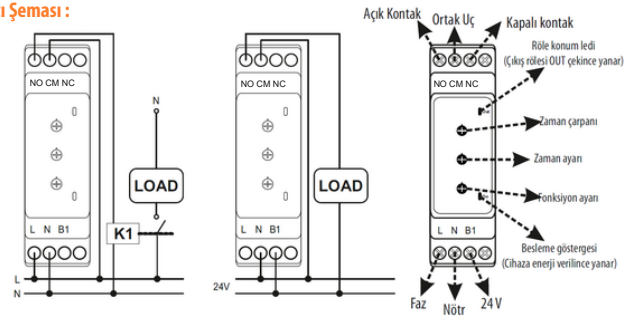 ı Şeması :
NO CM NC
N
LOAD
K1
L N B1
L
N
NO CM NC
LOAD
L N B1
24V
Açık Kontak
Ortak Uç
Kapalı kontak
Röle konum ledi
(Çıkış rölesi OUT çekince yanar)
NO CM NC
Zaman çarpanı
Zaman ayarı
Fonksiyon ayarı
L N B1
Besleme göstergesi
(Cihaza enerji verilince yanar)
Faz
Nötr
24 V